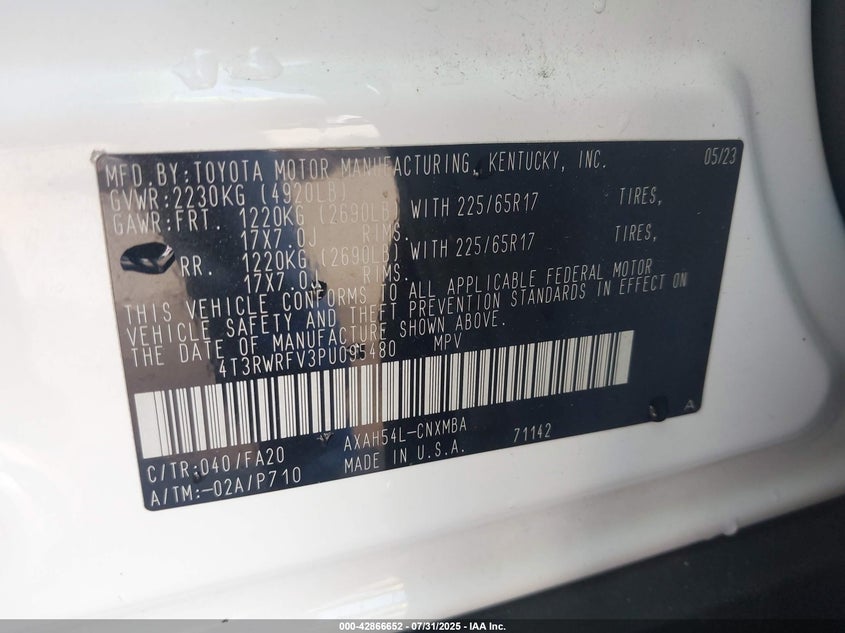 MFD.BY:TOYOTA MOTOR MANUFACTURING, KENTUCKY, INC. 05/23
GVWR:2230KG (4920LB)
GAWR:FRT. 1220KG (2690LB) WITH 225/65R17 TIRES,
17X7.0J RIMS.
RR. 1220KG (2690LB) WITH 225/65R17 TIRES,
17X7.0J RIMS.
THIS VEHICLE CONFORMS TO ALL APPLICABLE FEDERAL MOTOR
VEHICLE SAFETY AND THEFT PREVENTION STANDARDS IN EFFECT ON
THE DATE OF MANUFACTURE SHOWN ABOVE.
4T3RWRFV3PU095480 MPV
A
C/TR:040/FA20 AXAH54L-CNXMBA 71142
A/TM:-02A/P710 MADE IN U.S.A.
000-42866652 - 07/31/2025 - IAA Inc.